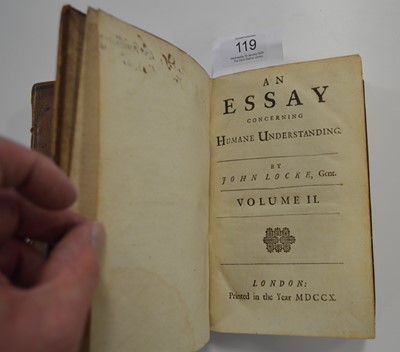 119
AN
ESSAY
CONCERNING
HUMANE UNDERSTANDING.
BY
JOHN LOCKE, Gent.
VOLUME II.
LONDON:
Printed in the Year MDCCX.